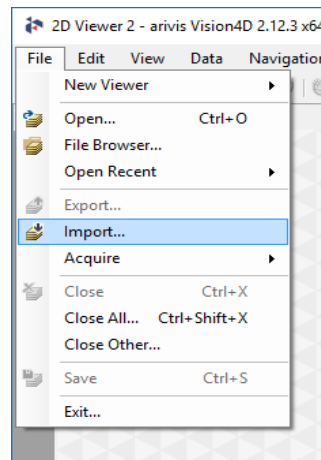 2D Viewer 2 - arivis Vision4D 2.12.3 x64
File Edit View Data Navigation
New Viewer
Open... Ctrl+O
File Browser...
Open Recent
Export...
Import...
Acquire
Close Ctrl+X
Close All... Ctrl+Shift+X
Close Other...
Save Ctrl+S
Exit...